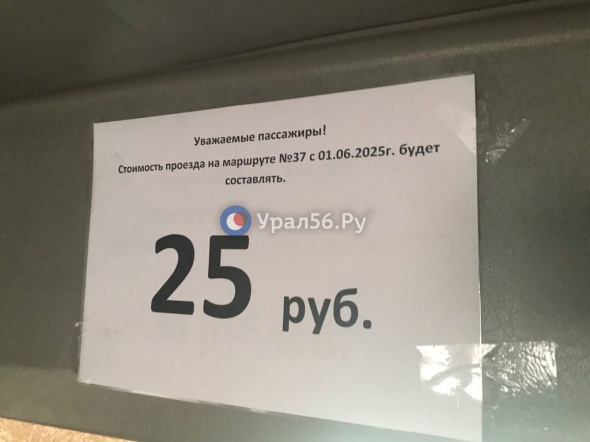 Уважаемые пассажиры!
Стоимость проезда на маршруте №37 с 01.06.2025г. будет
составлять.
Урал56.Ру
25 руб.